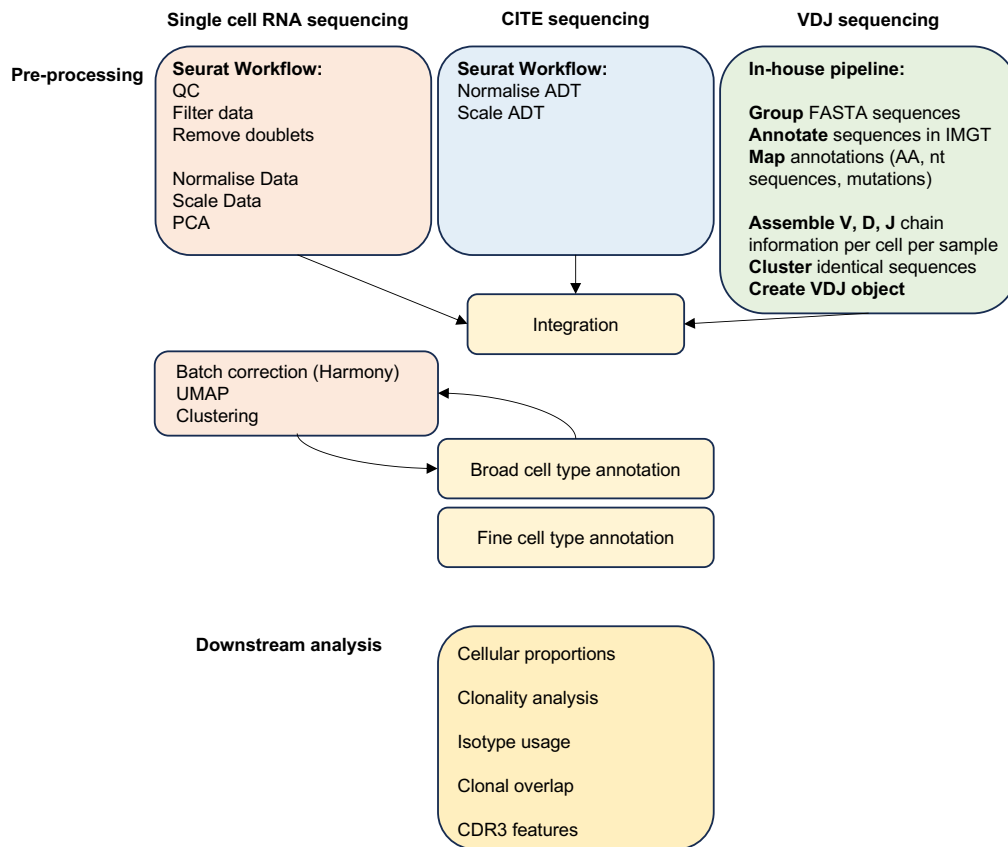 Single cell RNA sequencing
CITE sequencing
VDJ sequencing
Pre-processing
Seurat Workflow:
QC
Filter data
Remove doublets
Normalise Data
Scale Data
PCA
Seurat Workflow:
Normalise ADT
Scale ADT
In-house pipeline:
Group FASTA sequences
Annotate sequences in IMGT
Map annotations (AA, nt
sequences, mutations)
Assemble V, D, J chain
information per cell per sample
Cluster identical sequences
Create VDJ object
Integration
Batch correction (Harmony)
UMAP
Clustering
Broad cell type annotation
Fine cell type annotation
Downstream analysis
Cellular proportions
Clonality analysis
Isotype usage
Clonal overlap
CDR3 features